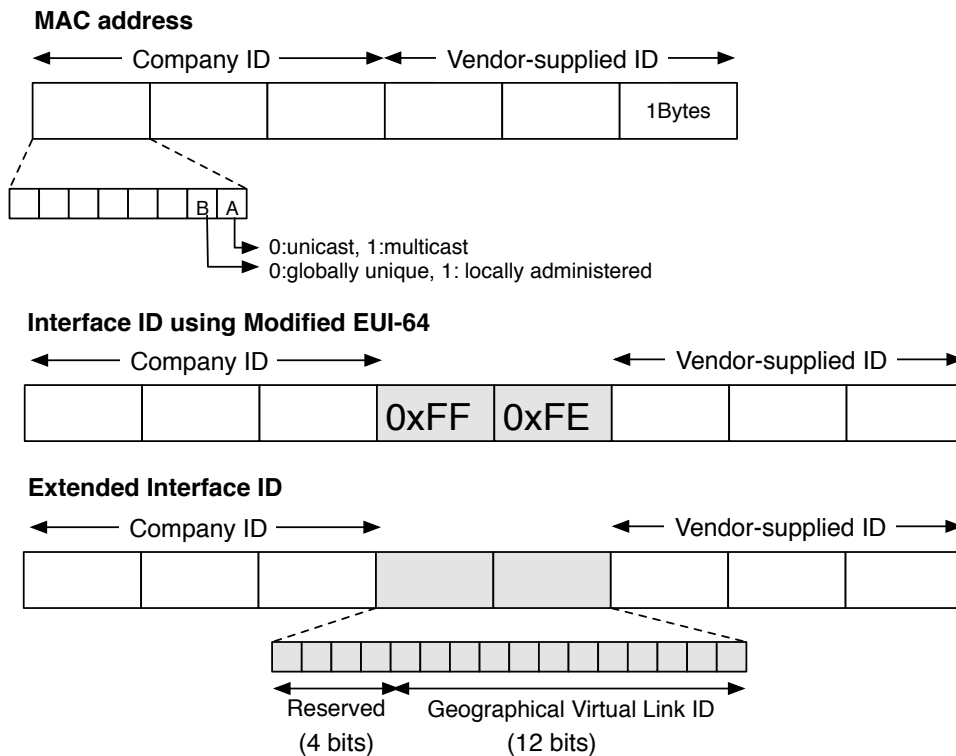 MAC address
Company ID Vendor-supplied ID
1Bytes
B A
0:unicast, 1:multicast
0:globally unique, 1: locally administered
Interface ID using Modified EUI-64
Company ID Vendor-supplied ID
0xFF 0xFE
Extended Interface ID
Company ID Vendor-supplied ID
Reserved Geographical Virtual Link ID
(4 bits) (12 bits)